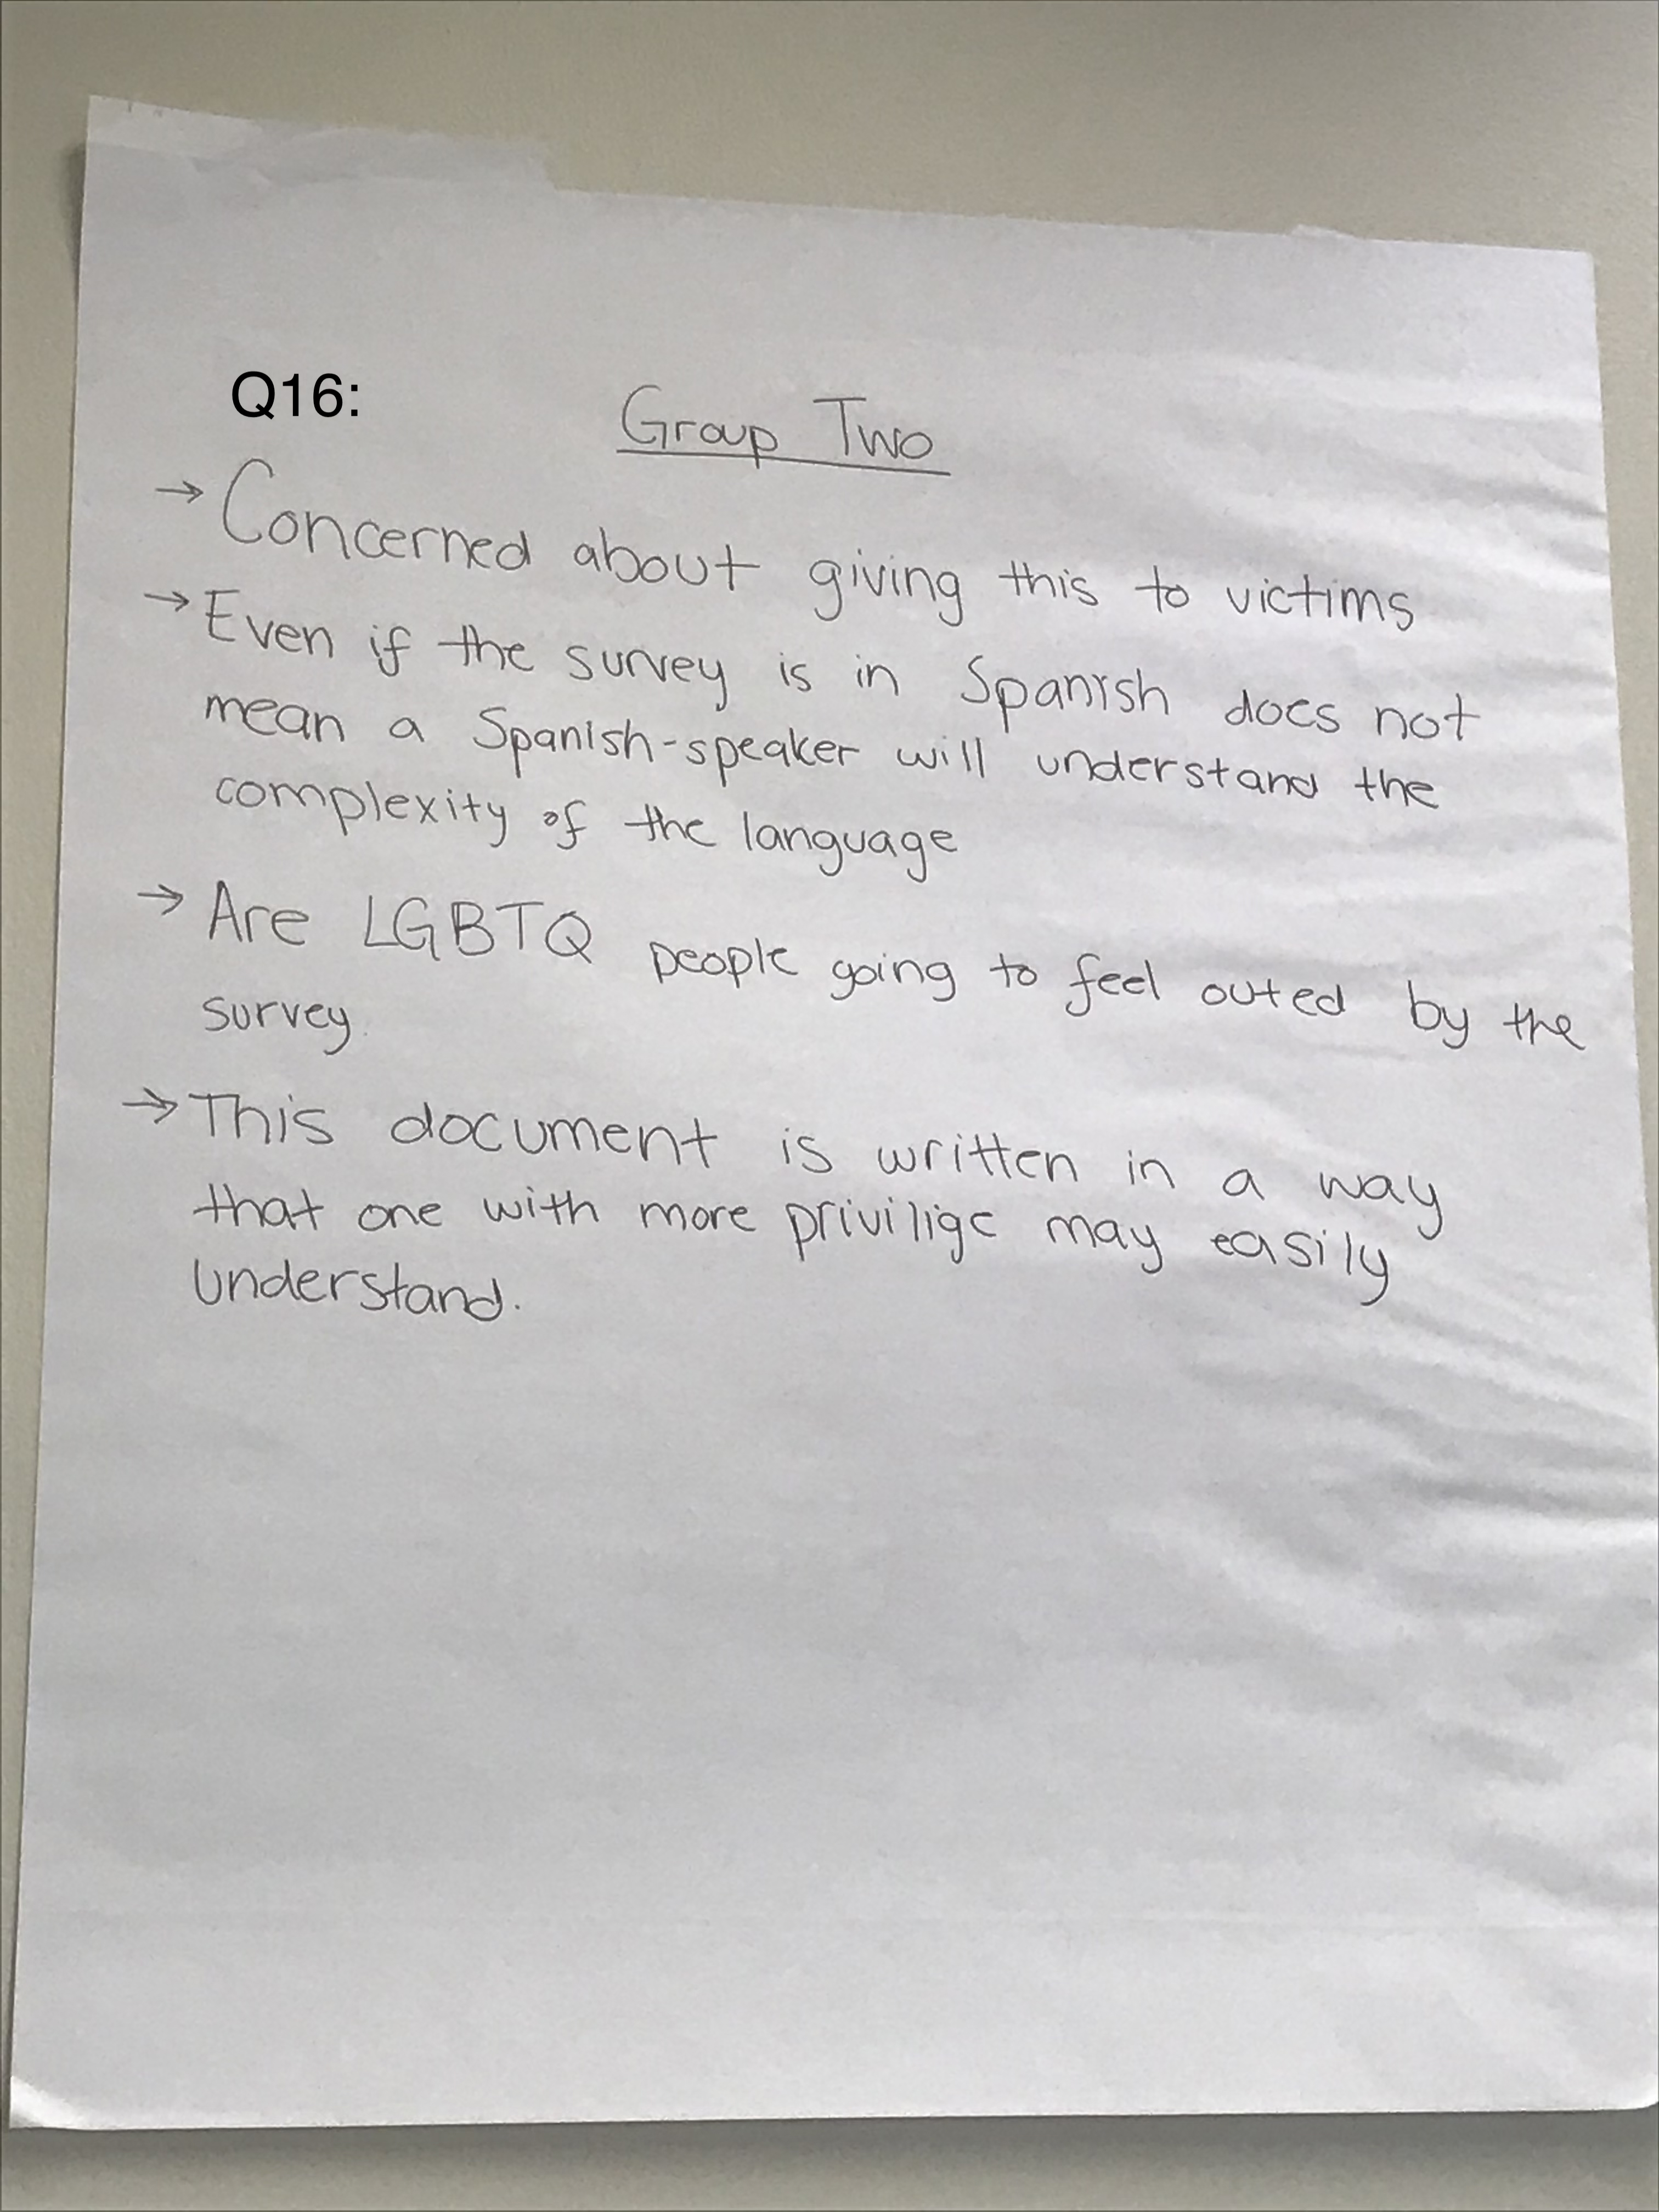 Q16:
Group Two
→ Concerned about giving this to victims
→ Even if the survey is in Spanish does not
mean a Spanish-speaker will understand the
complexity of the language
→ Are LGBTQ people going to feel outed by the
survey.
→ This document is written in a way
that one with more privilige may easily
understand.